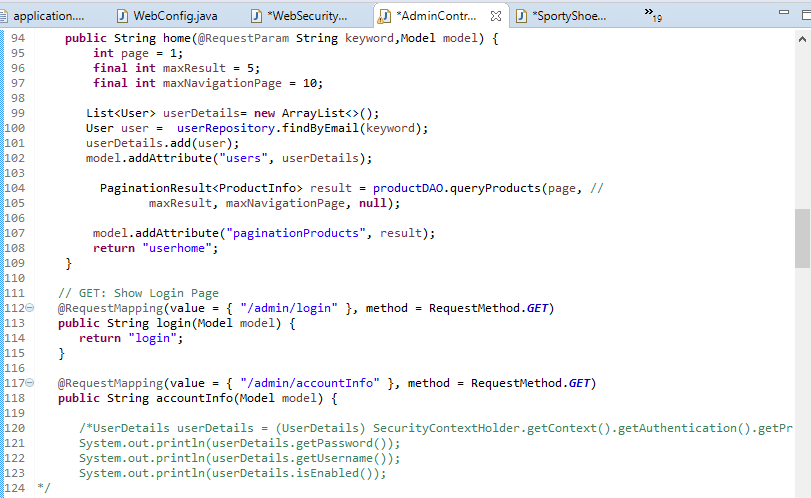 application.... WebConfig.java *WebSecurity... *AdminContr... *SportyShoe... »19
94 public String home(@RequestParam String keyword,Model model) {
95 int page = 1;
96 final int maxResult = 5;
97 final int maxNavigationPage = 10;
98
99 List<User> userDetails= new ArrayList<>();
100 User user =  userRepository.findByEmail(keyword);
101 userDetails.add(user);
102 model.addAttribute("users", userDetails);
103
104 PaginationResult<ProductInfo> result = productDAO.queryProducts(page, //
105 maxResult, maxNavigationPage, null);
106
107 model.addAttribute("paginationProducts", result);
108 return "userhome";
109 }
110
111 // GET: Show Login Page
112 @RequestMapping(value = { "/admin/login" }, method = RequestMethod.GET)
113 public String login(Model model) {
114 return "login";
115 }
116
117 @RequestMapping(value = { "/admin/accountInfo" }, method = RequestMethod.GET)
118 public String accountInfo(Model model) {
119
120 /*UserDetails userDetails = (UserDetails) SecurityContextHolder.getContext().getAuthentication().getPr
121 System.out.println(userDetails.getPassword());
122 System.out.println(userDetails.getUsername());
123 System.out.println(userDetails.isEnabled());
124 */